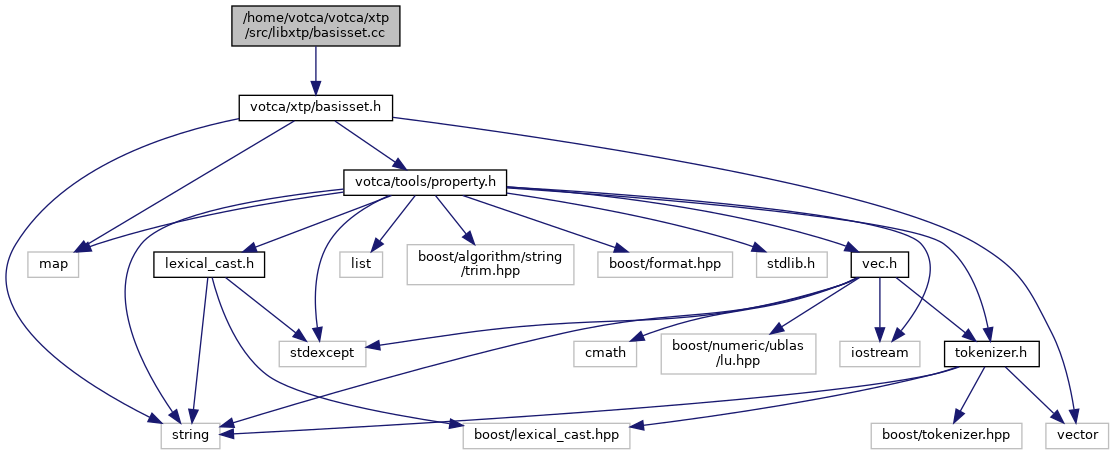 /home/votca/votca/xtp
/src/libxtp/basisset.cc
votca/xtp/basisset.h
votca/tools/property.h
map
lexical_cast.h
list
boost/algorithm/string
/trim.hpp
boost/format.hpp
stdlib.h
vec.h
stdexcept
cmath
boost/numeric/ublas
/lu.hpp
iostream
tokenizer.h
string
boost/lexical_cast.hpp
boost/tokenizer.hpp
vector